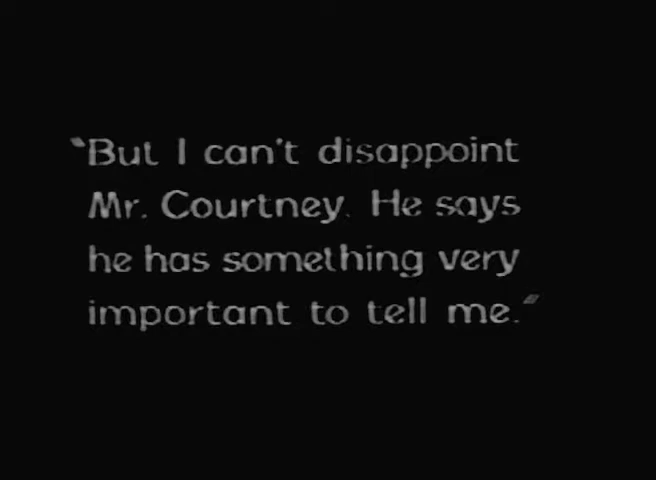 "But I can't disappoint
Mr. Courtney. He says
he has something very
important to tell me."